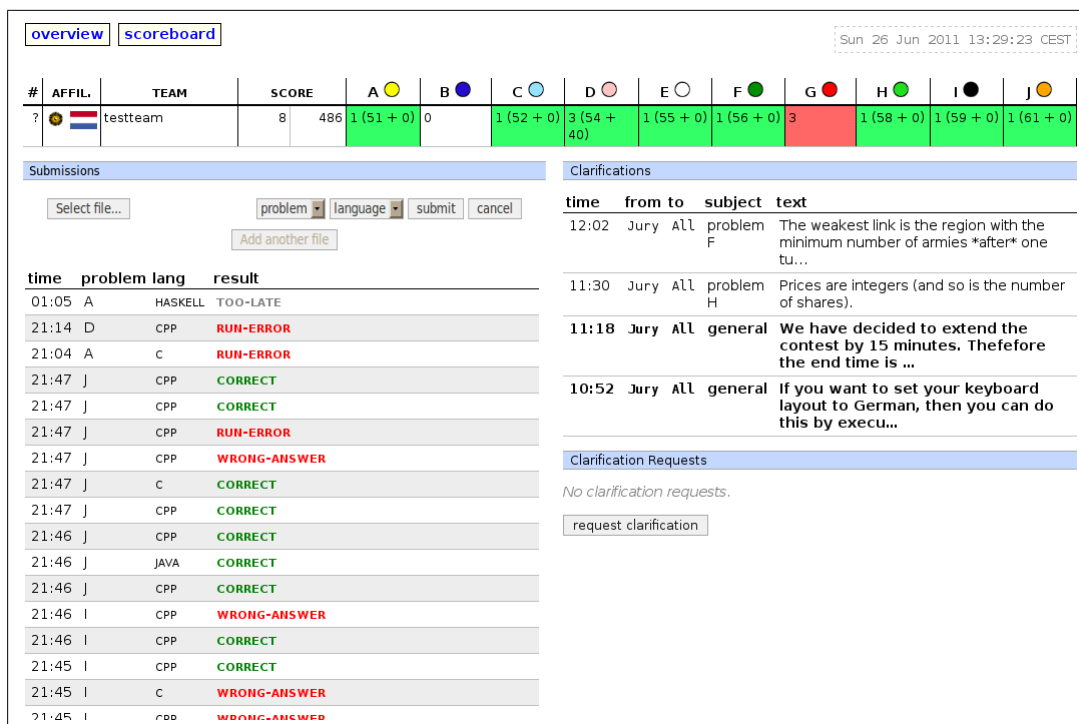 overview scoreboard
Sun 26 Jun 2011 13:29:23 CEST
# AFFIL. TEAM SCORE A B C D E F G H I J
? testteam 8 486 1 (51 + 0) 0 1 (52 + 0) 3 (54 + 1 (55 + 0) 1 (56 + 0) 3 1 (58 + 0) 1 (59 + 0) 1 (61 + 0)
40)
Submissions
Select file... problem language submit cancel
Add another file
time problem lang result
01:05 A HASKELL TOO-LATE
21:14 D CPP RUN-ERROR
21:04 A C RUN-ERROR
21:47 J CPP CORRECT
21:47 J CPP CORRECT
21:47 J CPP RUN-ERROR
21:47 J CPP WRONG-ANSWER
21:47 J C CORRECT
21:47 J CPP CORRECT
21:46 J CPP CORRECT
21:46 J JAVA CORRECT
21:46 J CPP CORRECT
21:46 I CPP WRONG-ANSWER
21:46 I CPP CORRECT
21:45 I CPP CORRECT
21:45 I C WRONG-ANSWER
21:45 I CPP WRONG-ANSWER
Clarifications
time from to subject text
12:02 Jury All problem The weakest link is the region with the
F minimum number of armies *after* one
tu...
11:30 Jury All problem Prices are integers (and so is the number
H of shares).
11:18 Jury All general We have decided to extend the
contest by 15 minutes. Thefefore
the end time is ...
10:52 Jury All general If you want to set your keyboard
layout to German, then you can do
this by execu...
Clarification Requests
No clarification requests.
request clarification